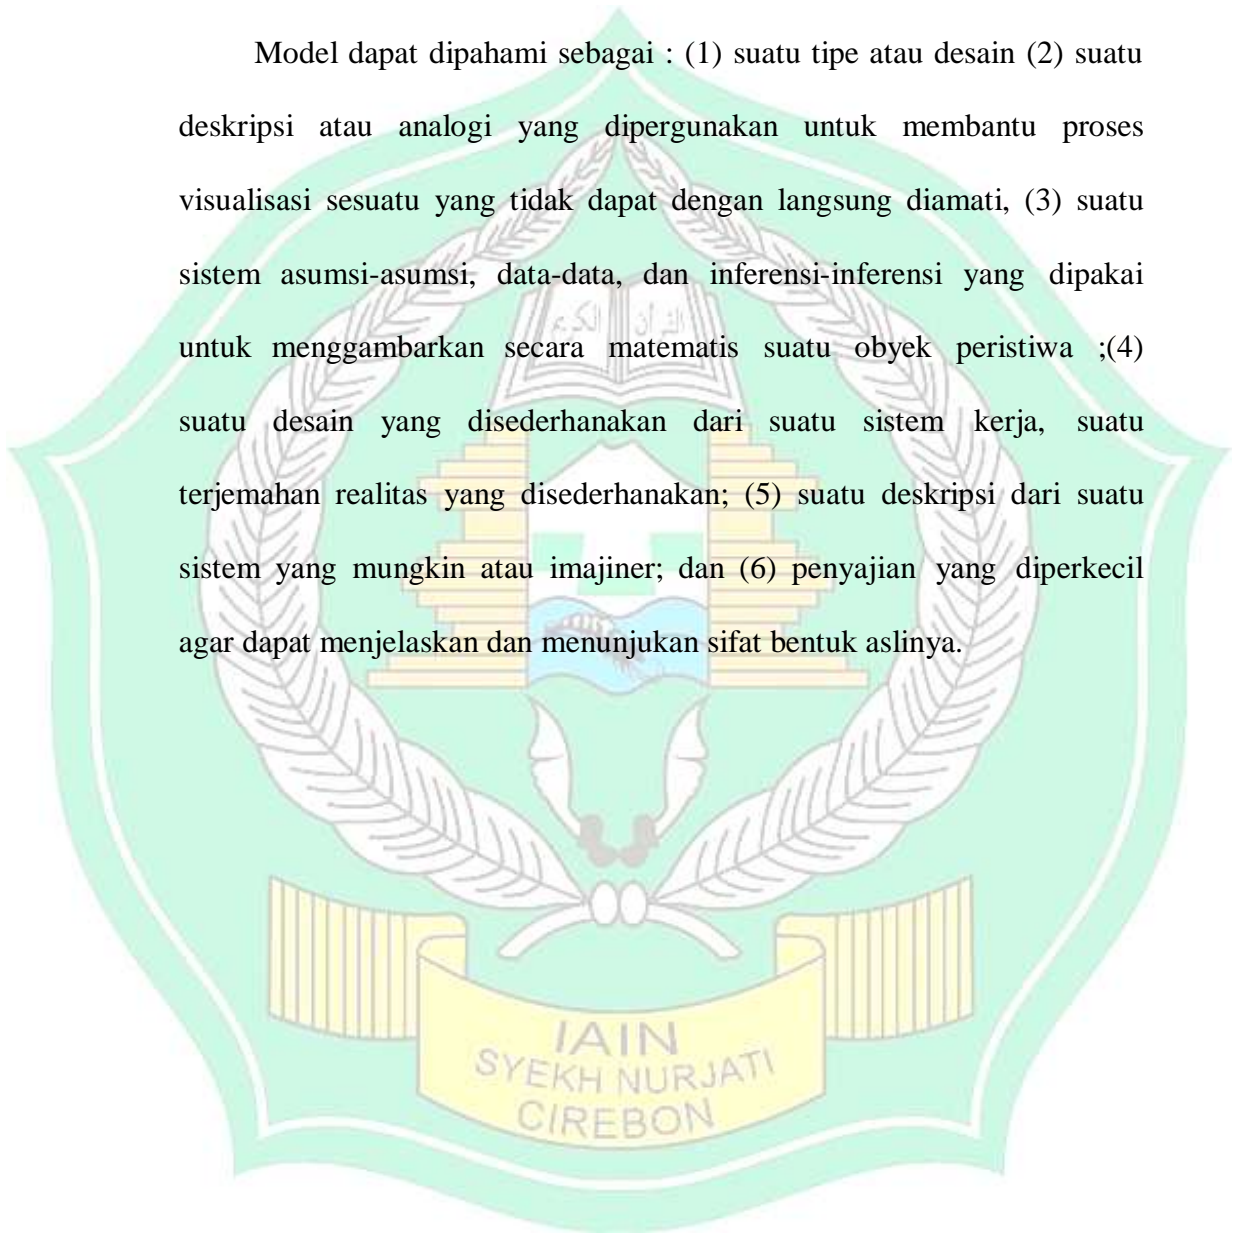 Model dapat dipahami sebagai : (1) suatu tipe atau desain (2) suatu
deskripsi atau analogi yang dipergunakan untuk membantu proses
visualisasi sesuatu yang tidak dapat dengan langsung diamati, (3) suatu
sistem asumsi-asumsi, data-data, dan inferensi-inferensi yang dipakai
untuk menggambarkan secara matematis suatu obyek peristiwa ;(4)
suatu desain yang disederhanakan dari suatu sistem kerja, suatu
terjemahan realitas yang disederhanakan; (5) suatu deskripsi dari suatu
sistem yang mungkin atau imajiner; dan (6) penyajian yang diperkecil
agar dapat menjelaskan dan menunjukan sifat bentuk aslinya.
القرآن الكريم
IAIN
SYEKH NURJATI
CIREBON